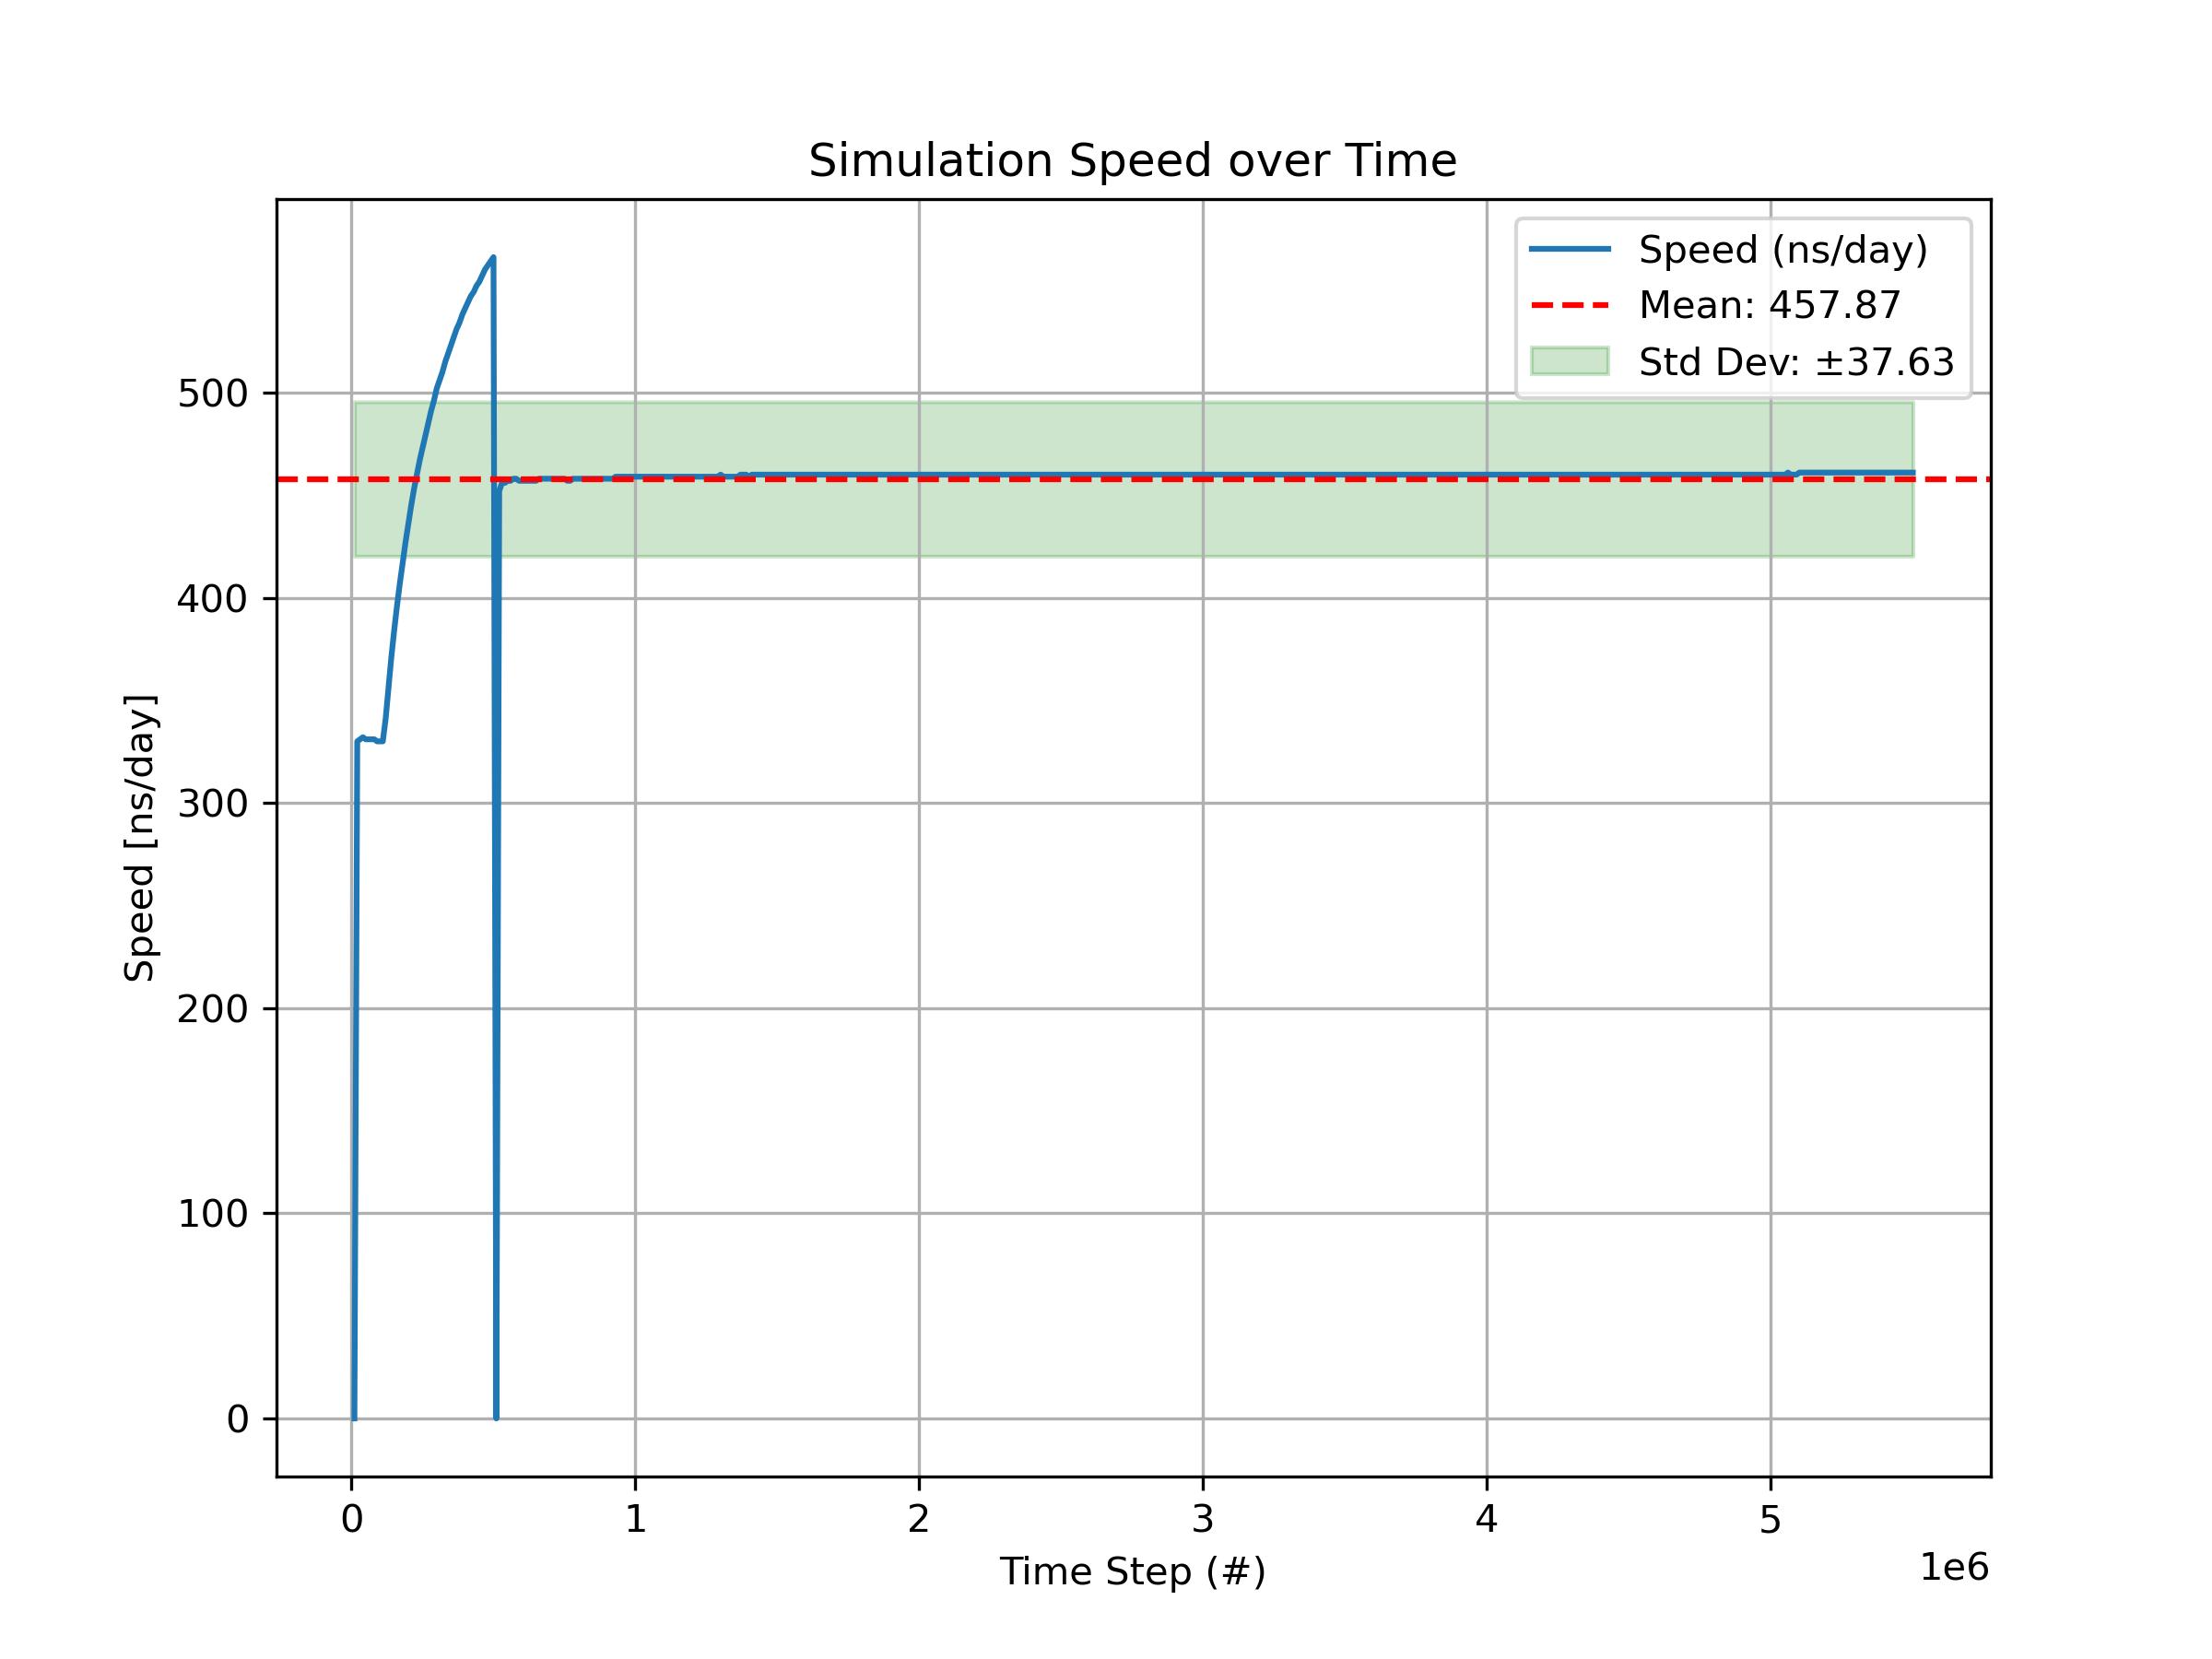 Simulation Speed over Time
Speed (ns/day)
Mean: 457.87
Std Dev: ±37.63
500
400
300
200
100
0
Speed [ns/day]
0 1 2 3 4 5
1e6
Time Step (#)